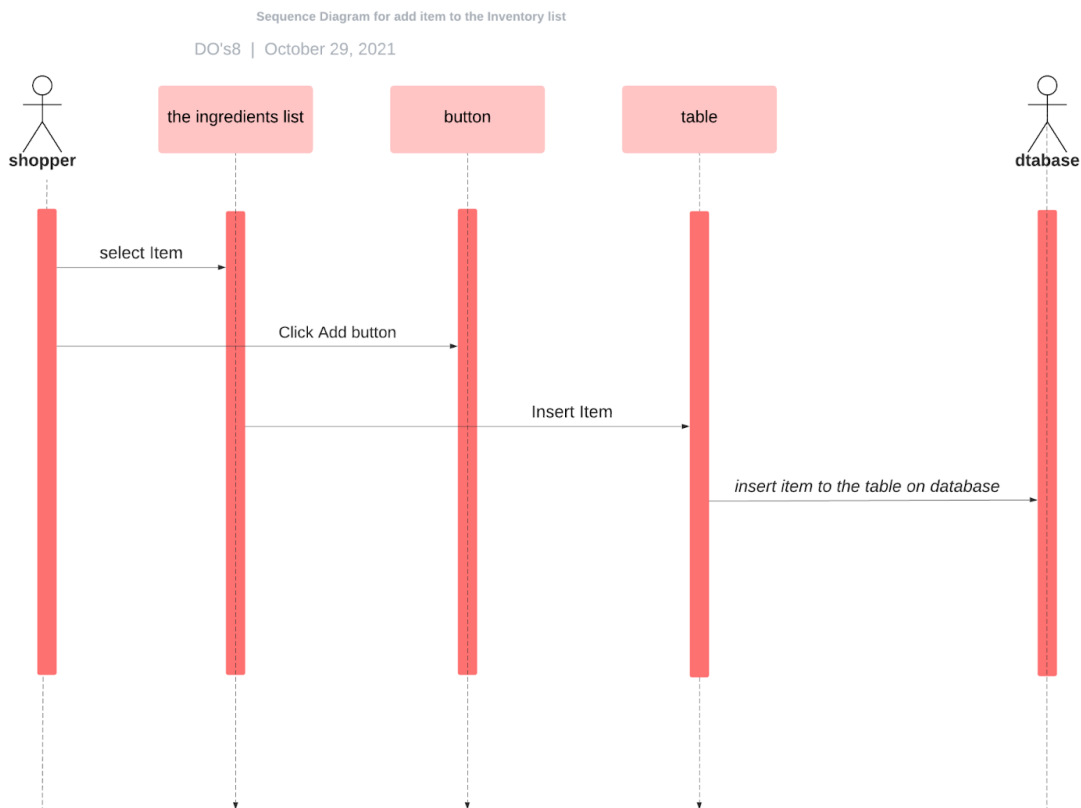 Sequence Diagram for add item to the Inventory list
DO's8 | October 29, 2021
the ingredients list
button
table
shopper
dtabase
select Item
Click Add button
Insert Item
insert item to the table on database